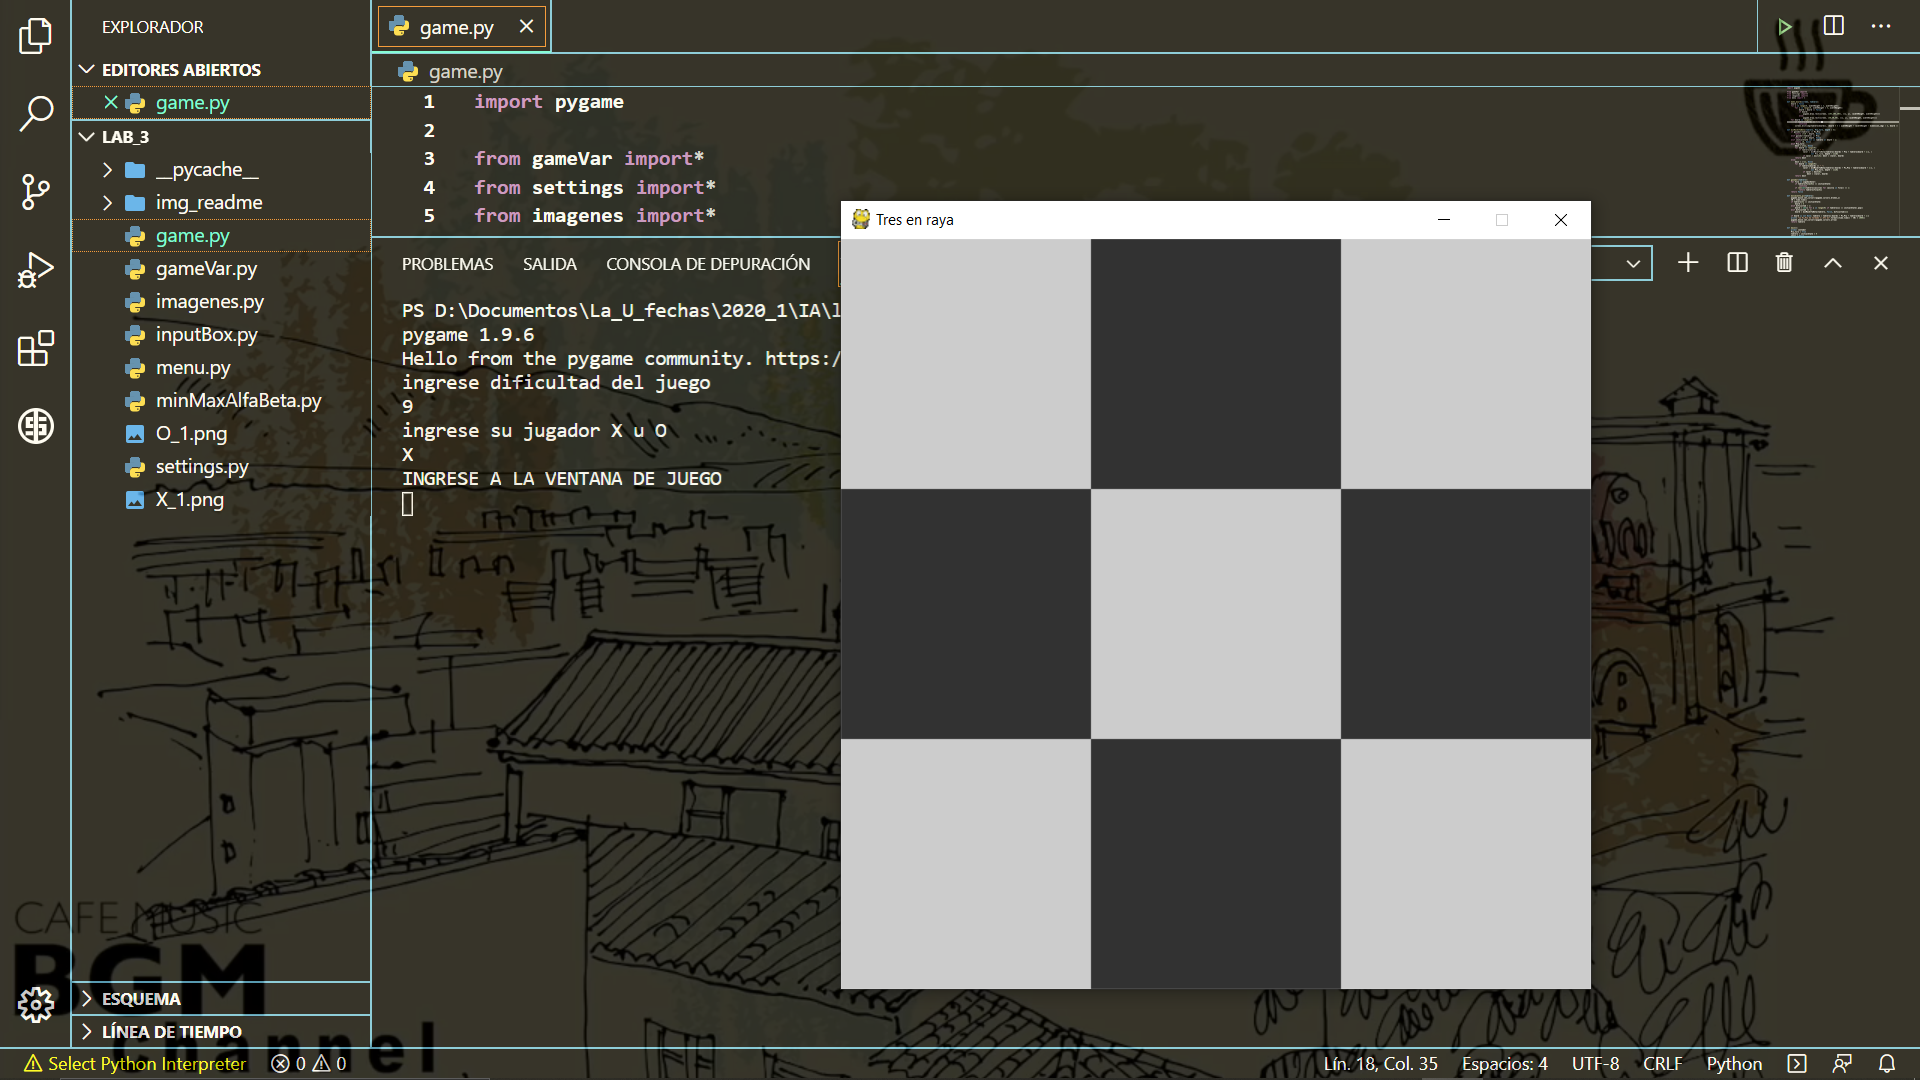 EXPLORADOR
EDITORES ABIERTOS
game.py
LAB_3
__pycache__
img_readme
game.py
gameVar.py
imagenes.py
inputBox.py
menu.py
minMaxAlfaBeta.py
O_1.png
settings.py
X_1.png
CAFE MUSIC
BGM
Channel
ESQUEMA
LÍNEA DE TIEMPO
game.py
game.py
1 import pygame
2
3 from gameVar import*
4 from settings import*
5 from imagenes import*
PROBLEMAS SALIDA CONSOLA DE DEPURACIÓN
PS D:\Documentos\La_U_fechas\2020_1\IA\l
pygame 1.9.6
Hello from the pygame community. https:/
ingrese dificultad del juego
9
ingrese su jugador X u O
X
INGRESE A LA VENTANA DE JUEGO
Tres en raya
Select Python Interpreter 0 0 Lín. 18, Col. 35 Espacios: 4 UTF-8 CRLF Python